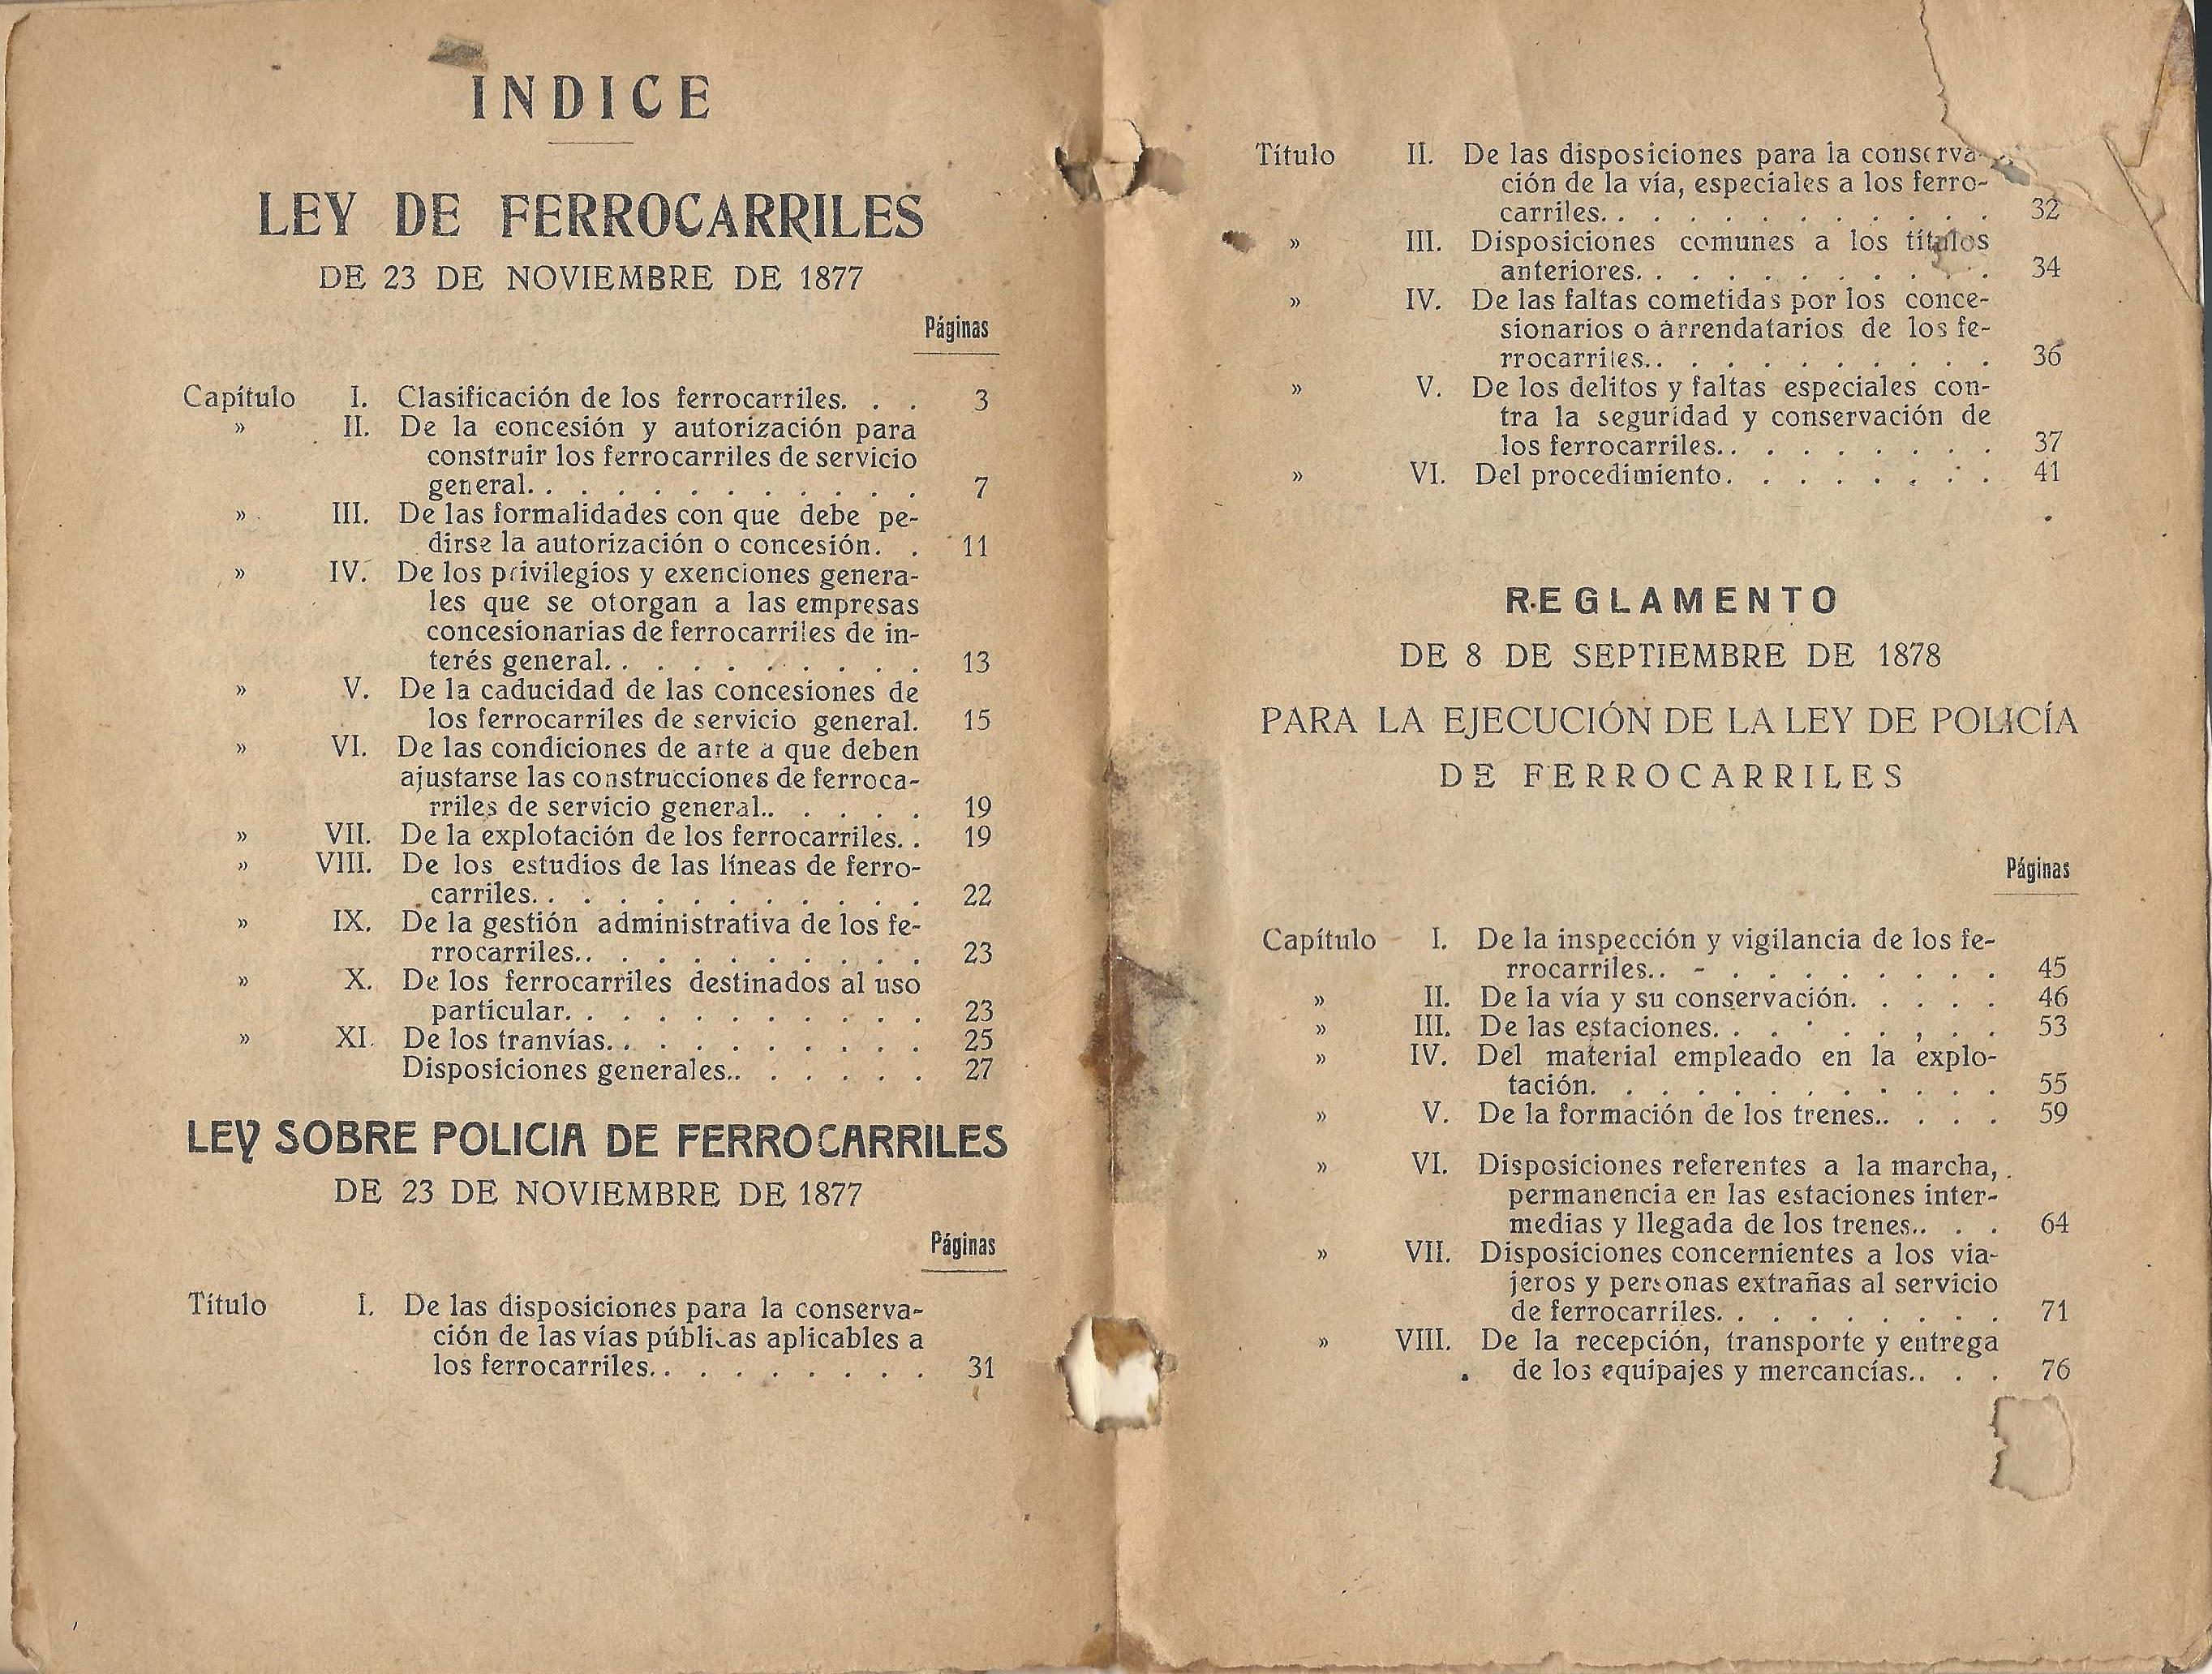 INDICE
LEY DE FERROCARRILES
DE 23 DE NOVIEMBRE DE 1877
Páginas
Capítulo I. Clasificación de los ferrocarriles. . . 3
» II. De la concesión y autorización para
construir los ferrocarriles de servicio
general. . . . . . . . . . . . 7
» III. De las formalidades con que debe pe-
dirse la autorización o concesión. . 11
» IV. De los privilegios y exenciones genera-
les que se otorgan a las empresas
concesionarias de ferrocarriles de in-
terés general. . . . . . . . . . 13
» V. De la caducidad de las concesiones de
los ferrocarriles de servicio general. 15
» VI. De las condiciones de arte a que deben
ajustarse las construcciones de ferroca-
rriles de servicio general.. . . . . 19
» VII. De la explotación de los ferrocarriles. . 19
» VIII. De los estudios de las líneas de ferro-
carriles. . . . . . . . . . . . 22
» IX. De la gestión administrativa de los fe-
rrocarriles.. . . . . . . . . . 23
» X. De los ferrocarriles destinados al uso
particular. . . . . . . . . . . 23
» XI. De los tranvías. . . . . . . . . . 25
Disposiciones generales.. . . . . . 27
LEY SOBRE POLICIA DE FERROCARRILES
DE 23 DE NOVIEMBRE DE 1877
Páginas
Título I. De las disposiciones para la conserva-
ción de las vías públicas aplicables a
los ferrocarriles. . . . . . . . . 31
Título II. De las disposiciones para la conserva-
ción de la vía, especiales a los ferro-
carriles. . . . . . . . . . . . 32
» III. Disposiciones comunes a los títulos
anteriores. . . . . . . . . . . 34
» IV. De las faltas cometidas por los conce-
sionarios o arrendatarios de los fe-
rrocarriles.. . . . . . . . . . 36
» V. De los delitos y faltas especiales con-
tra la seguridad y conservación de
los ferrocarriles. . . . . . . . . 37
» VI. Del procedimiento. . . . . . . . . 41
REGLAMENTO
DE 8 DE SEPTIEMBRE DE 1878
PARA LA EJECUCIÓN DE LA LEY DE POLICÍA
DE FERROCARRILES
Páginas
Capítulo I. De la inspección y vigilancia de los fe-
rrocarriles.. . . . . . . . . . 45
» II. De la vía y su conservación. . . . . 46
» III. De las estaciones. . . . . . . . . 53
» IV. Del material empleado en la explo-
tación. . . . . . . . . . . . 55
» V. De la formación de los trenes.. . . . 59
» VI. Disposiciones referentes a la marcha,
permanencia en las estaciones inter-
medias y llegada de los trenes.. . . 64
» VII. Disposiciones concernientes a los via-
jeros y personas extrañas al servicio
de ferrocarriles. . . . . . . . . 71
» VIII. De la recepción, transporte y entrega
de los equipajes y mercancías.. . . 76